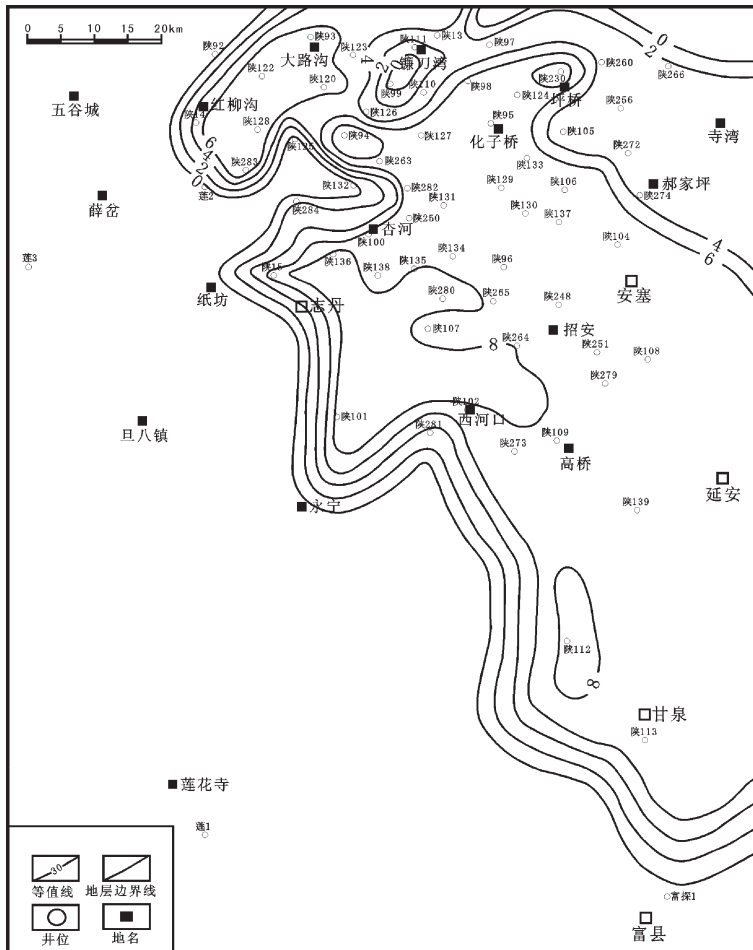 0 5 10 15 20km
陕92
陕93
大路沟
陕123
陕111
陕13
镰刀湾
陕97
0
2
陕260
陕266
陕122
陕120
4
2
0
陕99
陕110
陕98
陕230
坪桥
五谷城
红柳沟
陕14
陕128
陕126
陕124
陕256
陕95
化子桥
寺湾
6
4
2
0
陕125
陕94
陕127
陕105
陕283
陕263
陕133
陕272
莲2
陕132
陕282
陕129
陕106
郝家坪
薛岔
陕284
陕131
陕274
陕250
陕130
陕137
杏河
陕100
陕104
4
6
莲3
陕15
陕136
陕138
陕135
陕134
陕96
纸坊
志丹
陕280
陕265
陕248
安塞
陕107
8
陕264
招安
陕251
陕108
陕279
陕102
西河口
陕101
旦八镇
陕281
陕273
陕109
高桥
永宁
陕139
延安
陕112
8
甘泉
陕113
莲花寺
莲1
富探1
富县
30
等值线 地层边界线
井位 地名